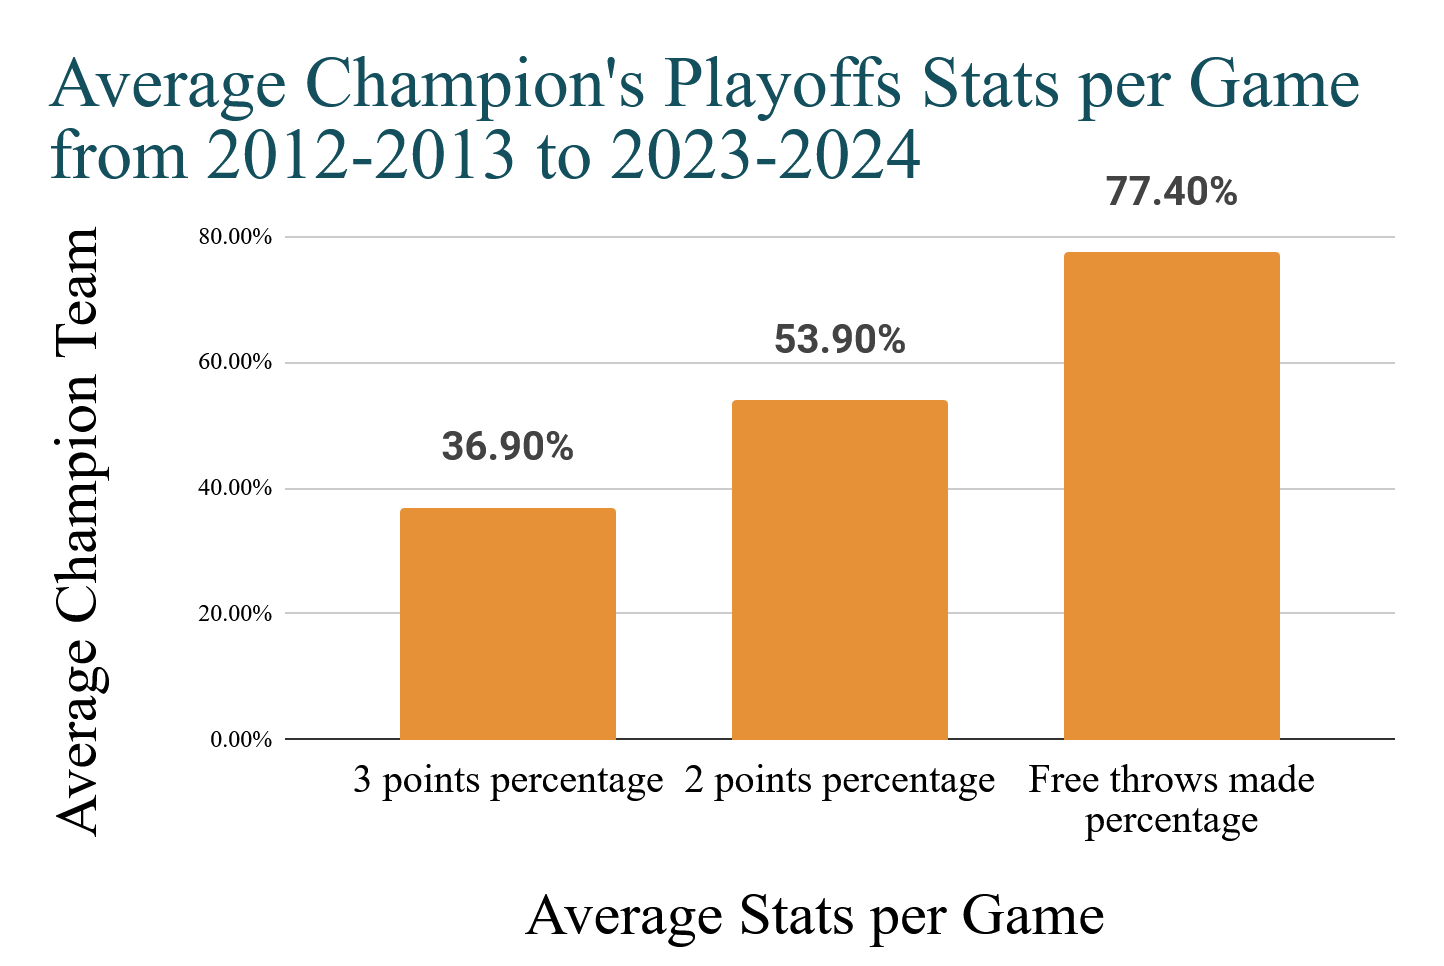 Average Champion's Playoffs Stats per Game
from 2012-2013 to 2023-2024
Average Champion Team
80.00%
60.00%
40.00%
20.00%
0.00%
36.90%
53.90%
77.40%
3 points percentage
2 points percentage
Free throws made
percentage
Average Stats per Game